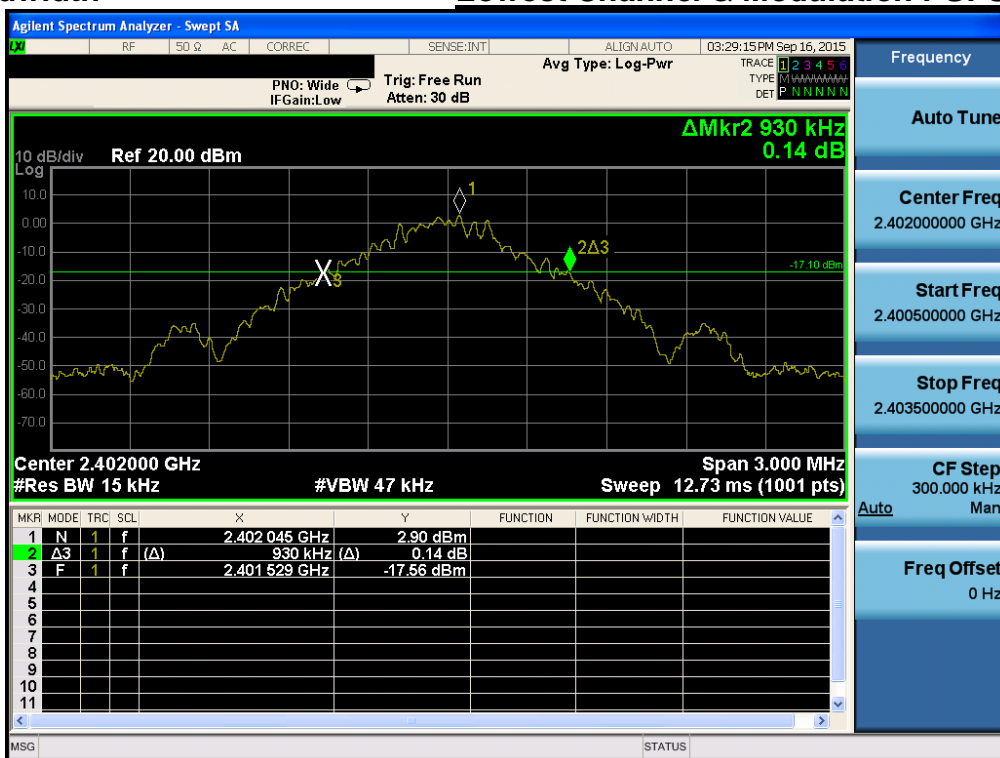 Agilent Spectrum Analyzer - Swept SA
LXI RF 50 Ω AC CORREC SENSE:INT ALIGN AUTO 03:29:15 PM Sep 16, 2015
Avg Type: Log-Pwr TRACE 1 2 3 4 5 6
PNO: Wide Trig: Free Run TYPE M WWWWW
IFGain:Low Atten: 30 dB DET P N N N N N
ΔMkr2 930 kHz
0.14 dB
10 dB/div Ref 20.00 dBm
Log
10.0
0.00
-10.0
-20.0
-30.0
-40.0
-50.0
-60.0
-70.0
1
2Δ3
-17.10 dBm
3
Center 2.402000 GHz Span 3.000 MHz
#Res BW 15 kHz #VBW 47 kHz Sweep 12.73 ms (1001 pts)
MKR MODE TRC SCL X Y FUNCTION FUNCTION WIDTH FUNCTION VALUE
1 N 1 f 2.402 045 GHz 2.90 dBm
2 Δ3 1 f (Δ) 930 kHz (Δ) 0.14 dB
3 F 1 f 2.401 529 GHz -17.56 dBm
4
5
6
7
8
9
10
11
MSG STATUS
Frequency
Auto Tune
Center Freq
2.402000000 GHz
Start Freq
2.400500000 GHz
Stop Freq
2.403500000 GHz
CF Step
300.000 kHz
Auto Man
Freq Offset
0 Hz